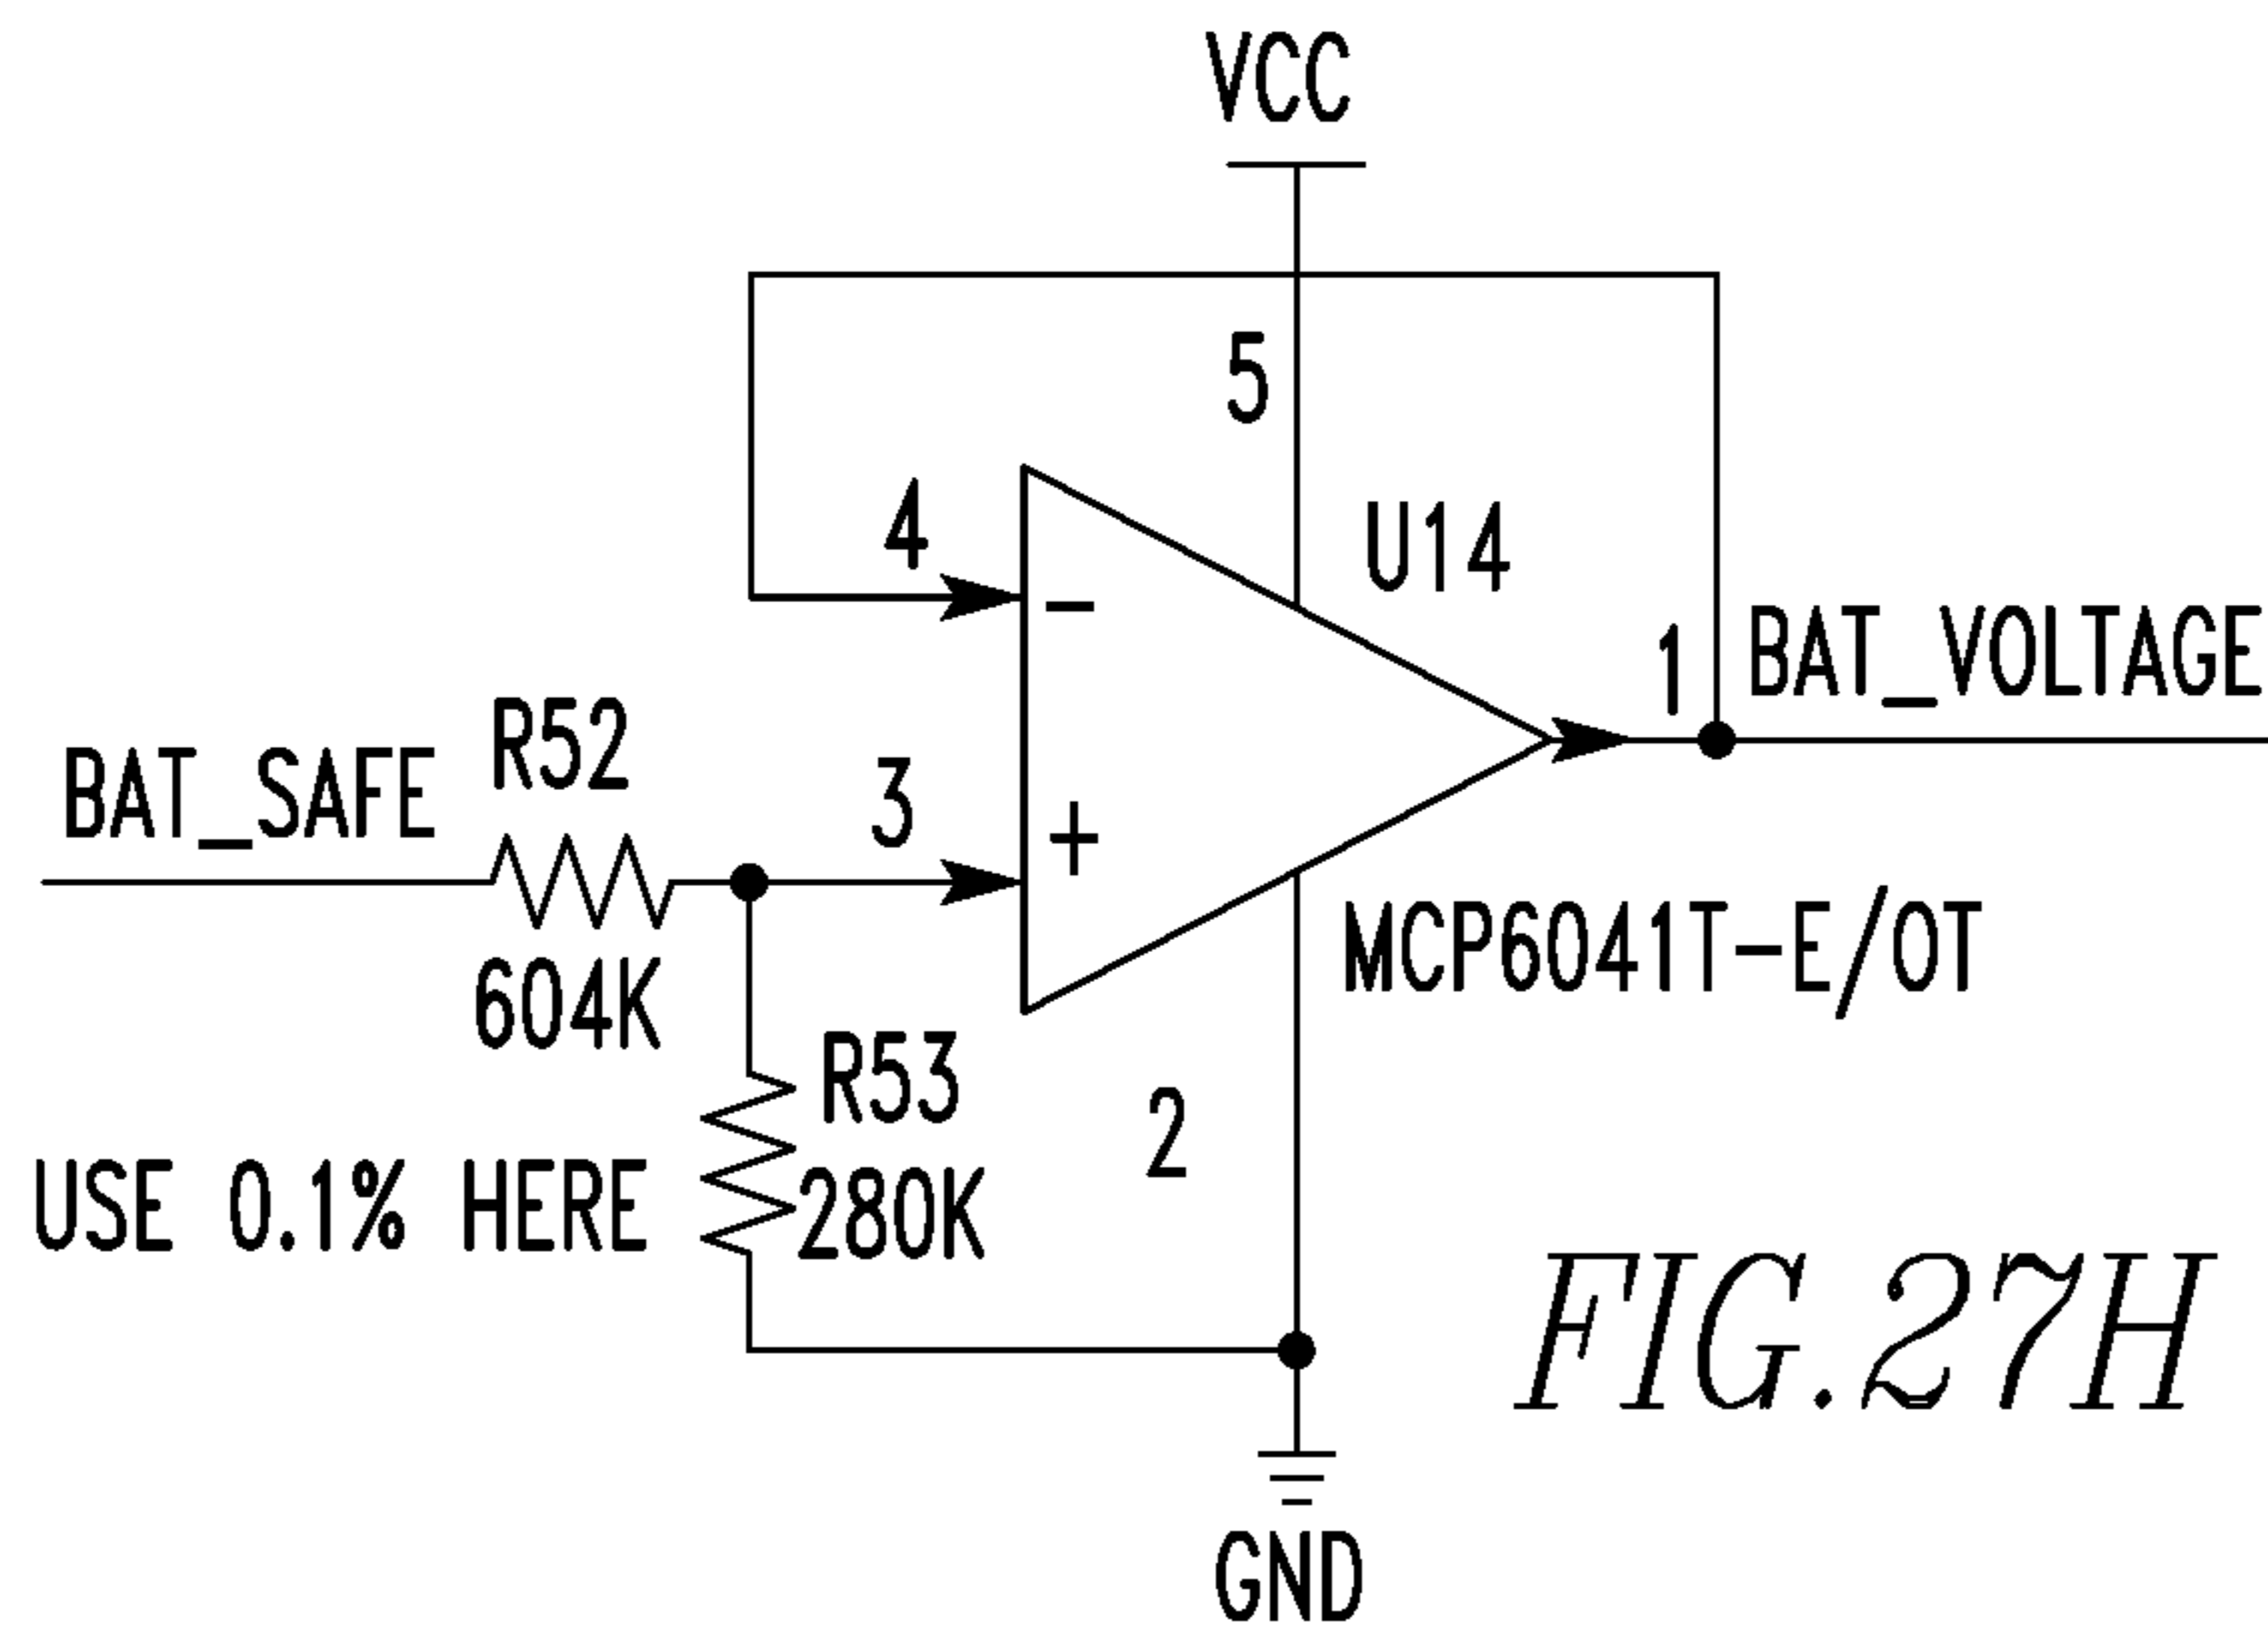 VCC
5
4
-
U14
1
BAT_VOLTAGE
R52
BAT_SAFE
3
+
604K
MCP6041T-E/OT
R53
2
USE 0.1% HERE
280K
FIG.27H
GND